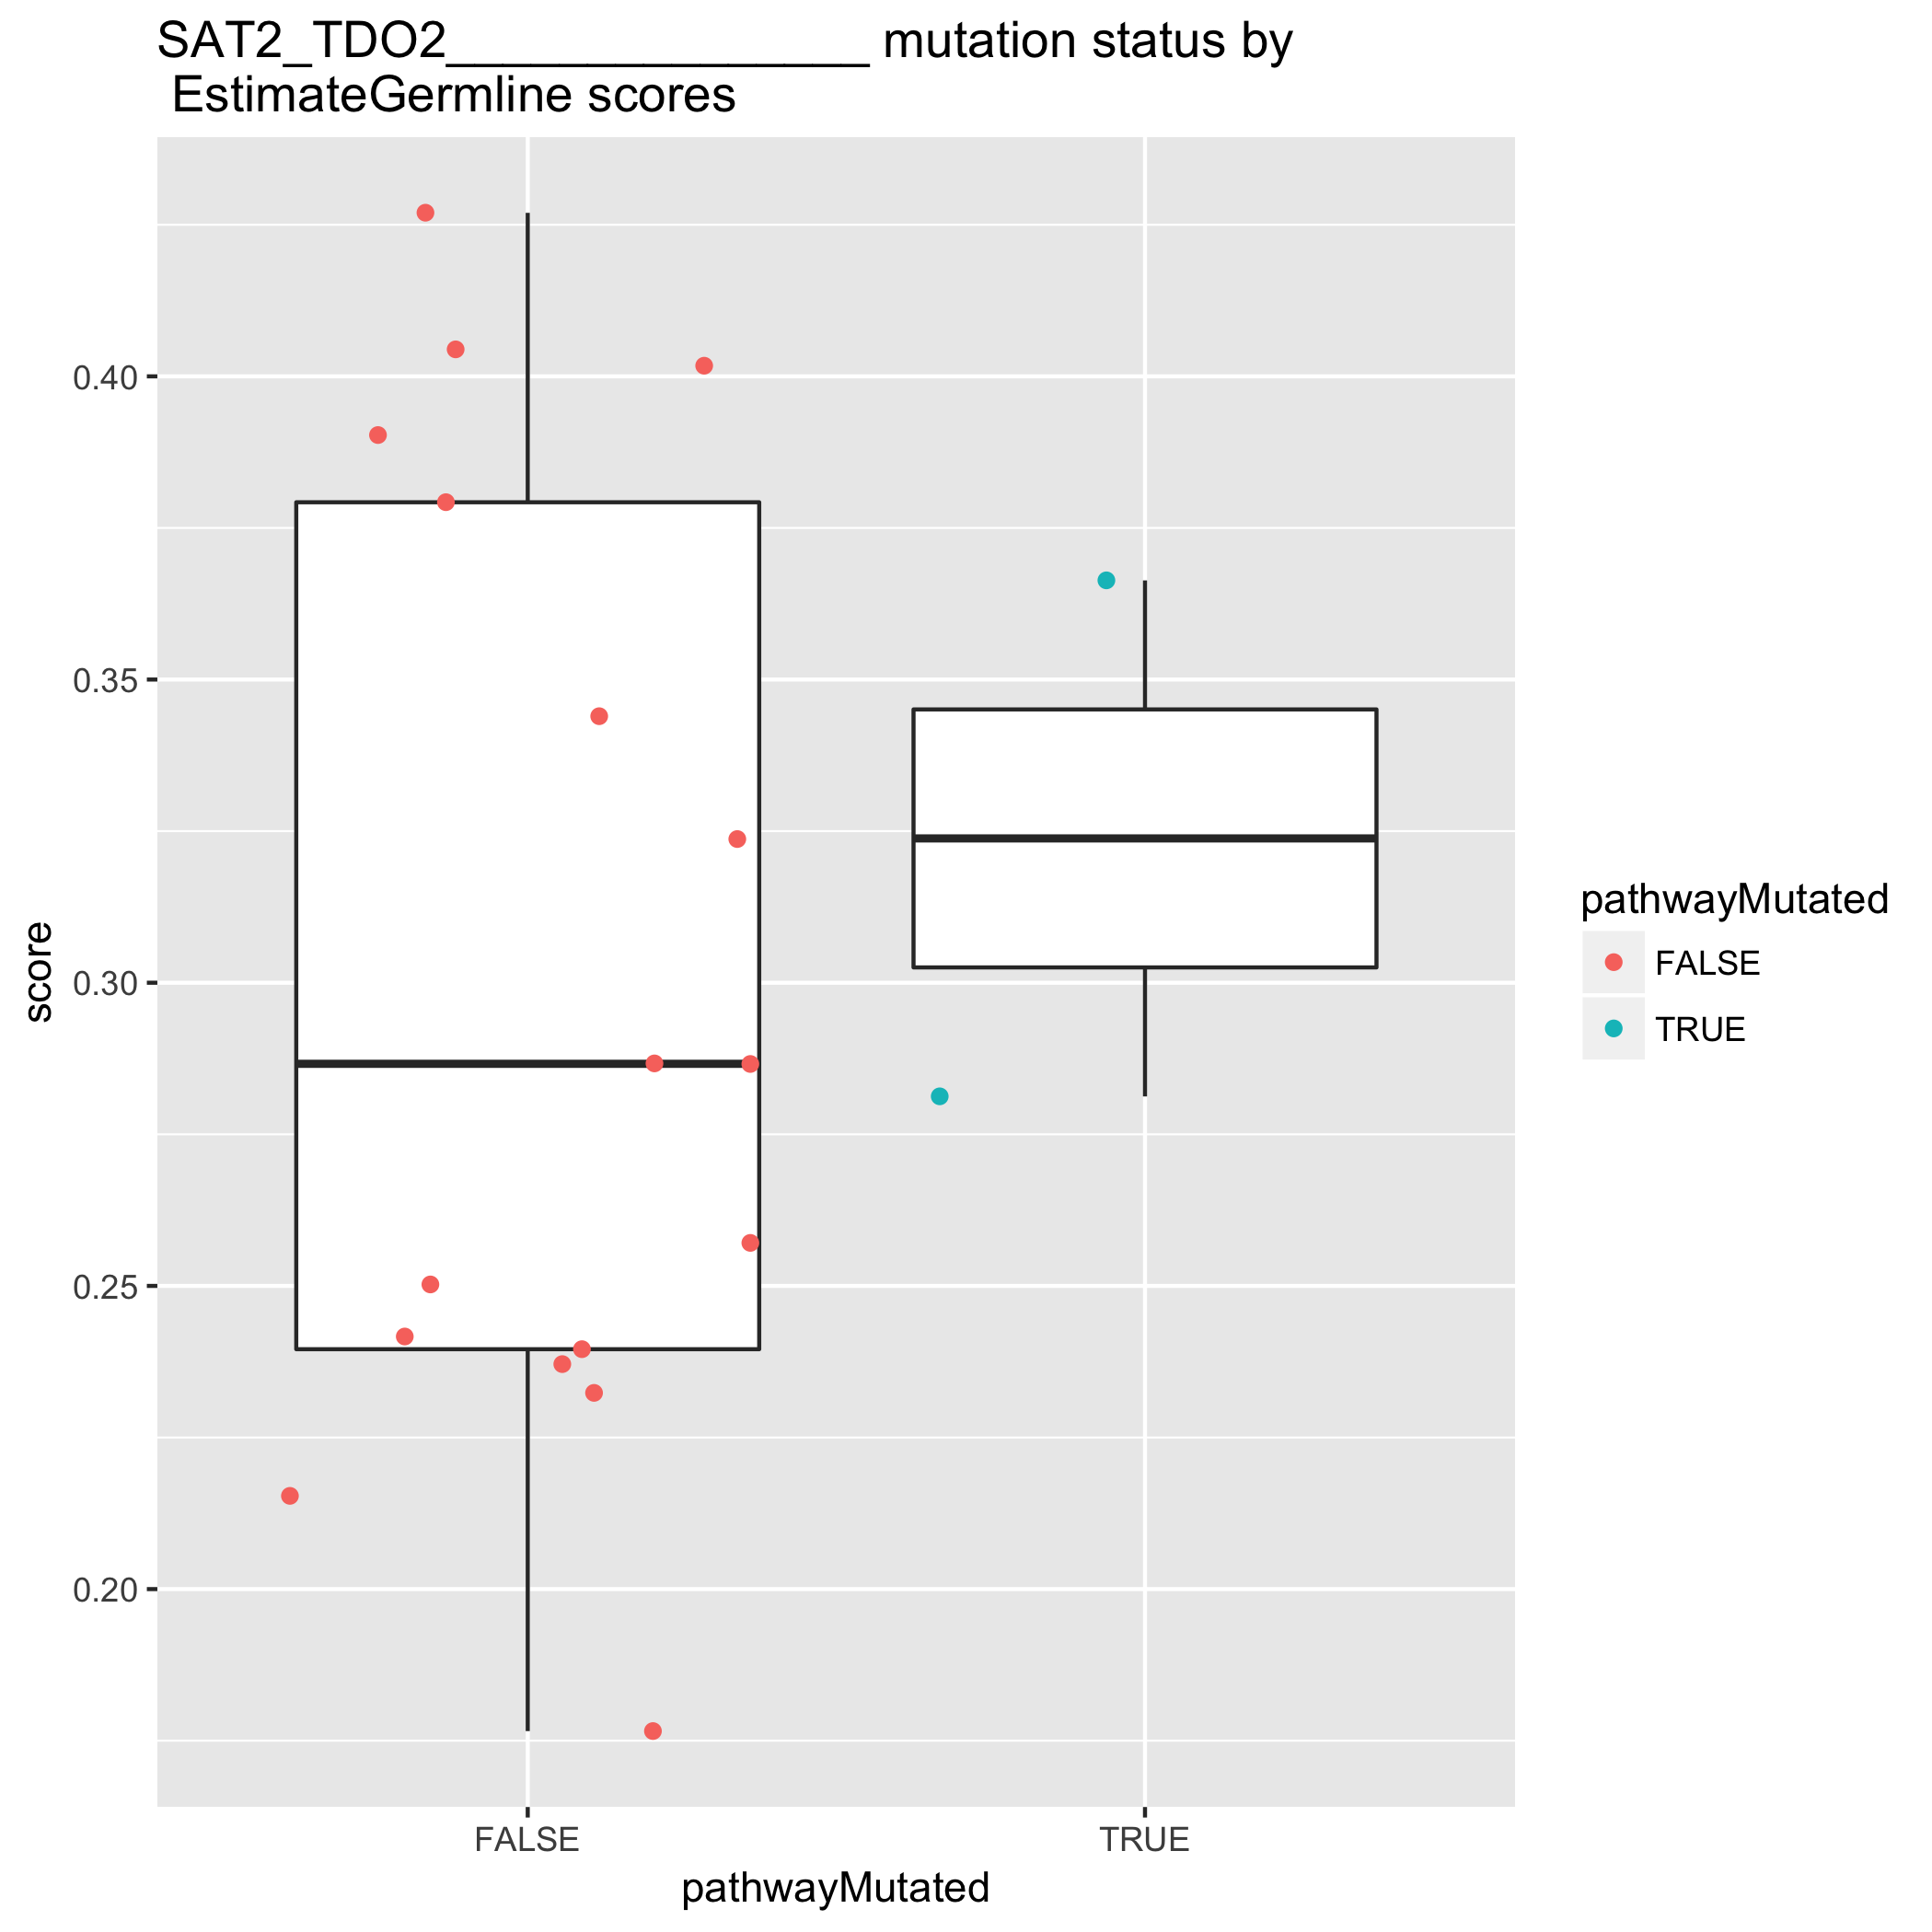 SAT2_TDO2_______________ mutation status by
EstimateGermline scores
0.40
0.35
0.30
0.25
0.20
score
FALSE
TRUE
pathwayMutated
pathwayMutated
FALSE
TRUE